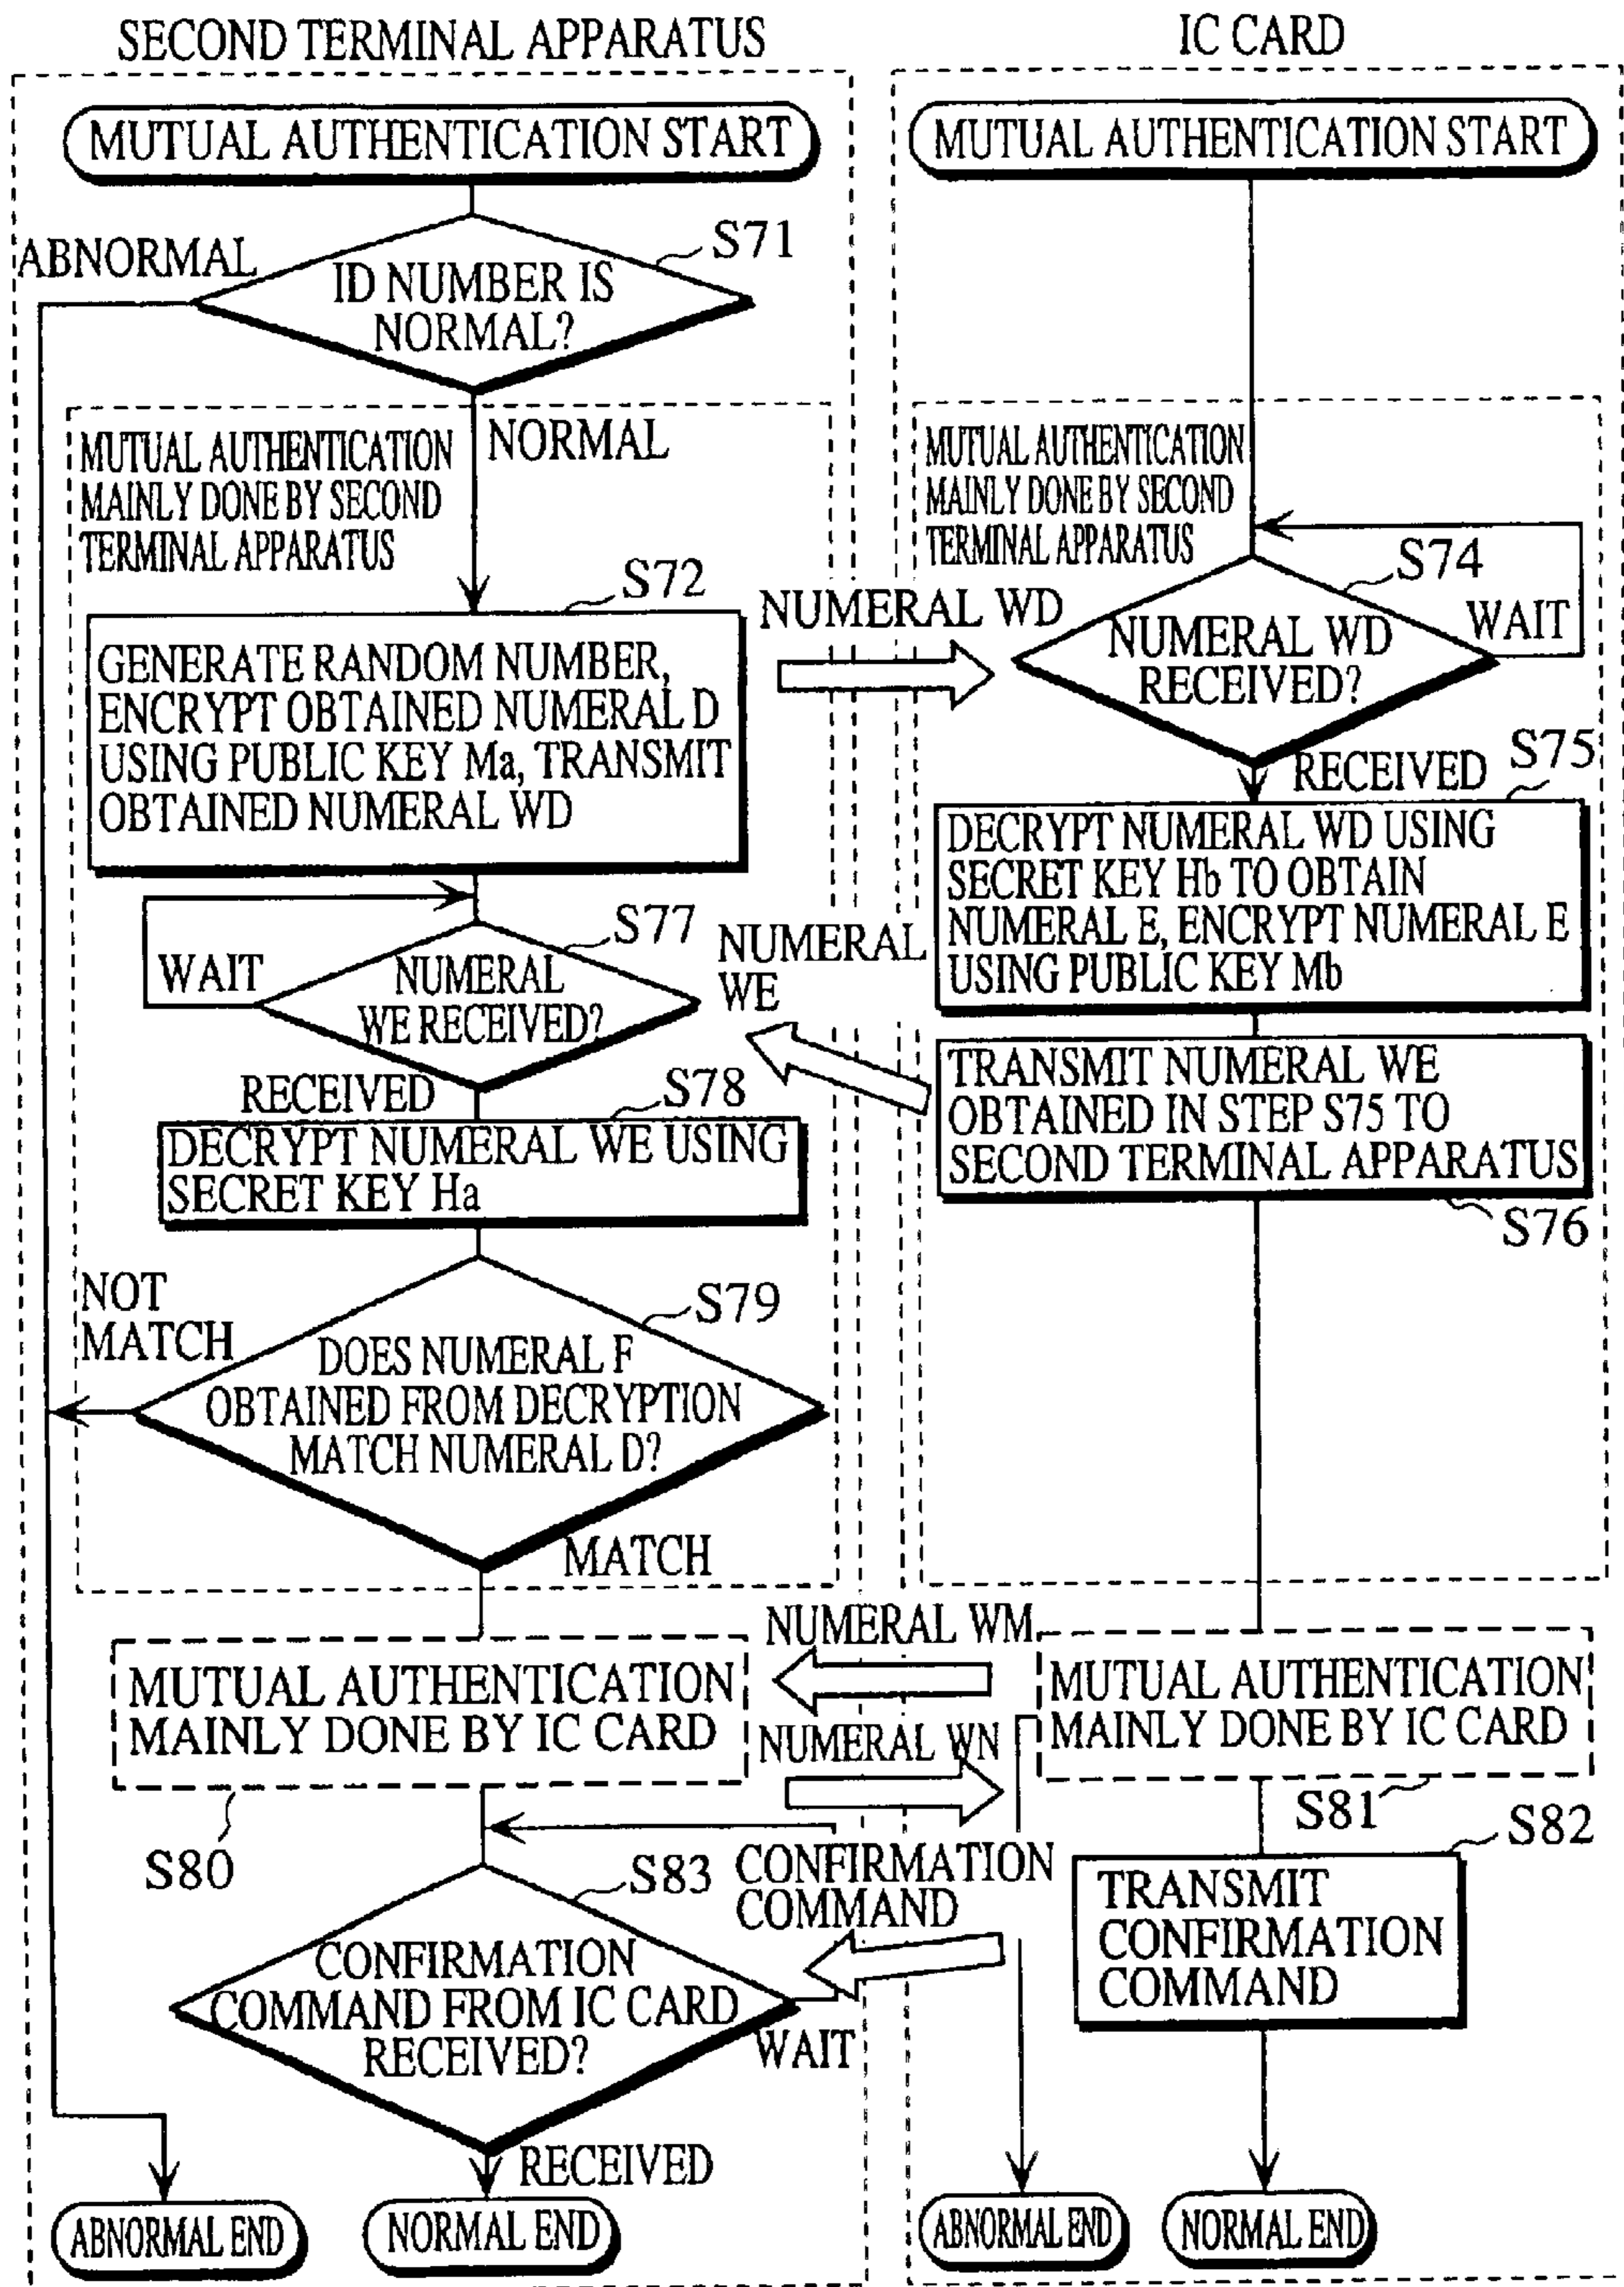 SECOND TERMINAL APPARATUS
IC CARD
MUTUAL AUTHENTICATION START
MUTUAL AUTHENTICATION START
S71
ABNORMAL
ID NUMBER IS
NORMAL?
NORMAL
MUTUAL AUTHENTICATION
MAINLY DONE BY SECOND
TERMINAL APPARATUS
MUTUAL AUTHENTICATION
MAINLY DONE BY SECOND
TERMINAL APPARATUS
S72
GENERATE RANDOM NUMBER,
ENCRYPT OBTAINED NUMERAL D
USING PUBLIC KEY Ma, TRANSMIT
OBTAINED NUMERAL WD
NUMERAL WD
S74
WAIT
NUMERAL WD
RECEIVED?
RECEIVED
S75
DECRYPT NUMERAL WD USING
SECRET KEY Hb TO OBTAIN
NUMERAL E, ENCRYPT NUMERAL E
USING PUBLIC KEY Mb
S77
WAIT
NUMERAL
WE RECEIVED?
NUMERAL
WE
TRANSMIT NUMERAL WE
OBTAINED IN STEP S75 TO
SECOND TERMINAL APPARATUS
S76
RECEIVED
S78
DECRYPT NUMERAL WE USING
SECRET KEY Ha
NOT
MATCH
S79
DOES NUMERAL F
OBTAINED FROM DECRYPTION
MATCH NUMERAL D?
MATCH
NUMERAL WM
MUTUAL AUTHENTICATION
MAINLY DONE BY IC CARD
NUMERAL WN
MUTUAL AUTHENTICATION
MAINLY DONE BY IC CARD
S80
S81
S83
CONFIRMATION
COMMAND
S82
TRANSMIT
CONFIRMATION
COMMAND
CONFIRMATION
COMMAND FROM IC CARD
RECEIVED?
WAIT
RECEIVED
ABNORMAL END
NORMAL END
ABNORMAL END
NORMAL END